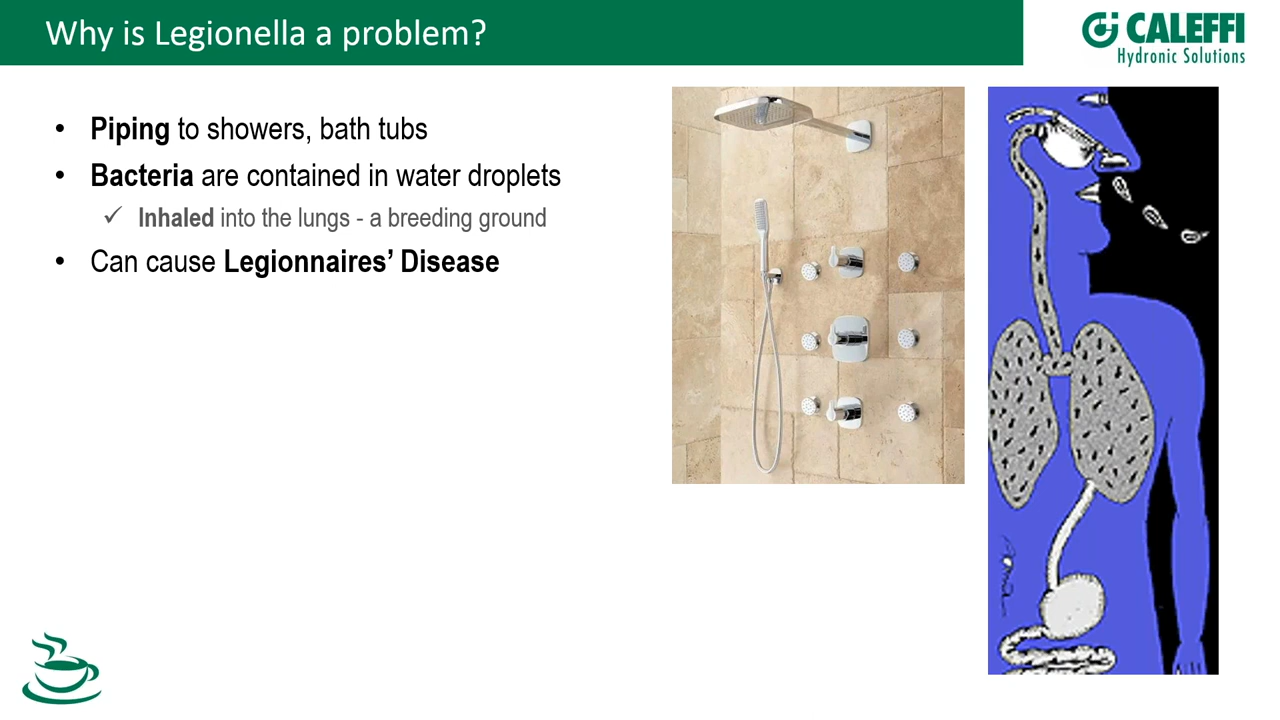 Why is Legionella a problem?
CALEFFI
Hydronic Solutions
• Piping to showers, bath tubs
• Bacteria are contained in water droplets
✓ Inhaled into the lungs - a breeding ground
• Can cause Legionnaires’ Disease